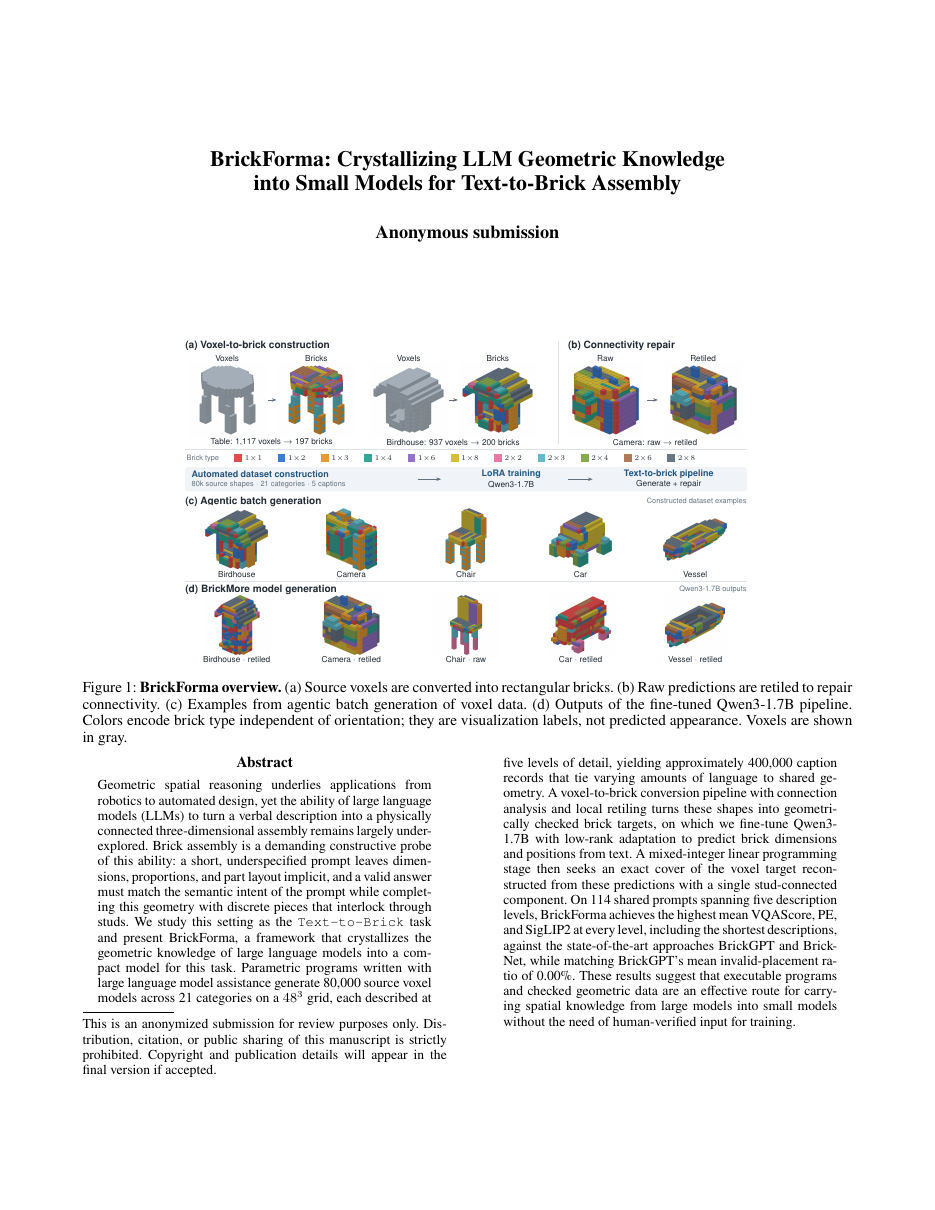 BrickForma: Crystallizing LLM Geometric Knowledge
into Small Models for Text-to-Brick Assembly
Anonymous submission
(a) Voxel-to-brick construction
Voxels
Bricks
Voxels
Bricks
Table: 1,117 voxels → 197 bricks
Birdhouse: 937 voxels → 200 bricks
(b) Connectivity repair
Raw
Retiled
Camera: raw → retiled
Brick type 1 × 1 1 × 2 1 × 3 1 × 4 1 × 6 1 × 8 2 × 2 2 × 3 2 × 4 2 × 6 2 × 8
Automated dataset construction
80k source shapes · 21 categories · 5 captions
LoRA training
Qwen3-1.7B
Text-to-brick pipeline
Generate + repair
(c) Agentic batch generation
Constructed dataset examples
Birdhouse
Camera
Chair
Car
Vessel
(d) BrickMore model generation
Qwen3-1.7B outputs
Birdhouse · retiled
Camera · retiled
Chair · raw
Car · retiled
Vessel · retiled
Figure 1: BrickForma overview. (a) Source voxels are converted into rectangular bricks. (b) Raw predictions are retiled to repair
connectivity. (c) Examples from agentic batch generation of voxel data. (d) Outputs of the fine-tuned Qwen3-1.7B pipeline.
Colors encode brick type independent of orientation; they are visualization labels, not predicted appearance. Voxels are shown
in gray.
Abstract
Geometric spatial reasoning underlies applications from
robotics to automated design, yet the ability of large language
models (LLMs) to turn a verbal description into a physically
connected three-dimensional assembly remains largely under-
explored. Brick assembly is a demanding constructive probe
of this ability: a short, underspecified prompt leaves dimen-
sions, proportions, and part layout implicit, and a valid answer
must match the semantic intent of the prompt while complet-
ing this geometry with discrete pieces that interlock through
studs. We study this setting as the Text-to-Brick task
and present BrickForma, a framework that crystallizes the
geometric knowledge of large language models into a com-
pact model for this task. Parametric programs written with
large language model assistance generate 80,000 source voxel
models across 21 categories on a 48³ grid, each described at
This is an anonymized submission for review purposes only. Dis-
tribution, citation, or public sharing of this manuscript is strictly
prohibited. Copyright and publication details will appear in the
final version if accepted.
five levels of detail, yielding approximately 400,000 caption
records that tie varying amounts of language to shared ge-
ometry. A voxel-to-brick conversion pipeline with connection
analysis and local retiling turns these shapes into geometri-
cally checked brick targets, on which we fine-tune Qwen3-
1.7B with low-rank adaptation to predict brick dimensions
and positions from text. A mixed-integer linear programming
stage then seeks an exact cover of the voxel target recon-
structed from these predictions with a single stud-connected
component. On 114 shared prompts spanning five description
levels, BrickForma achieves the highest mean VQAScore, PE,
and SigLIP2 at every level, including the shortest descriptions,
against the state-of-the-art approaches BrickGPT and Brick-
Net, while matching BrickGPT's mean invalid-placement ra-
tio of 0.00%. These results suggest that executable programs
and checked geometric data are an effective route for carry-
ing spatial knowledge from large models into small models
without the need of human-verified input for training.